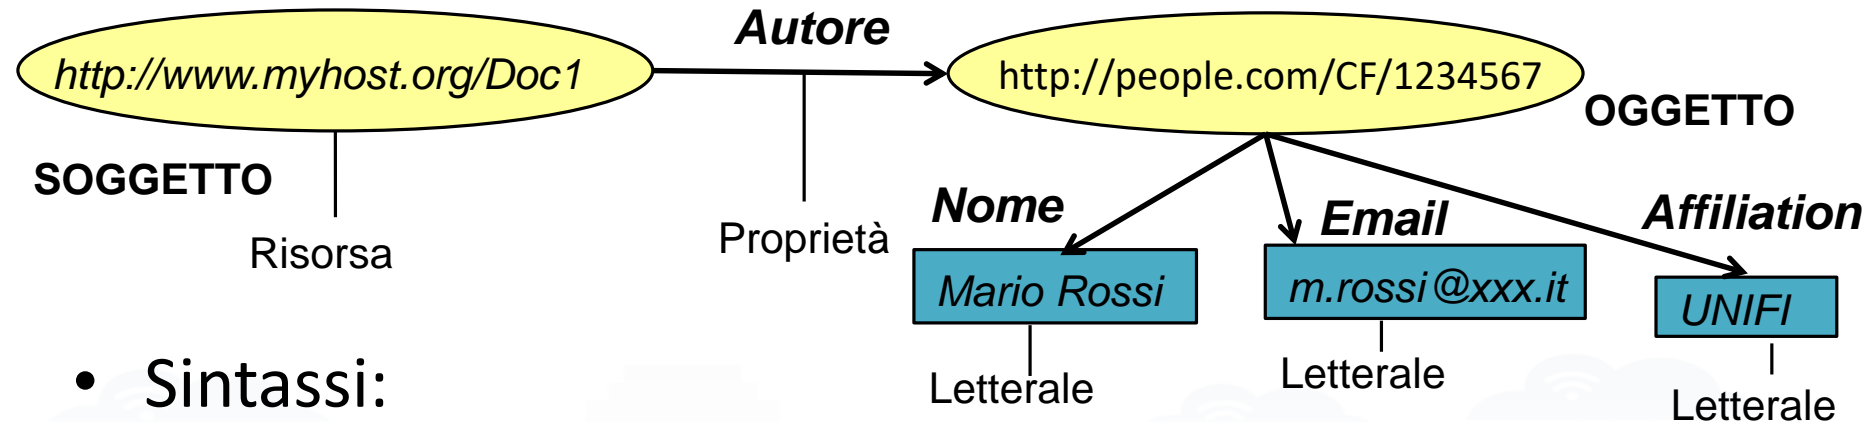 Autore
http://www.myhost.org/Doc1
http://people.com/CF/1234567
OGGETTO
SOGGETTO
Risorsa
Proprietà
Nome
Email
Affiliation
Mario Rossi
m.rossi@xxx.it
UNIFI
Letterale
Letterale
Letterale
• Sintassi: